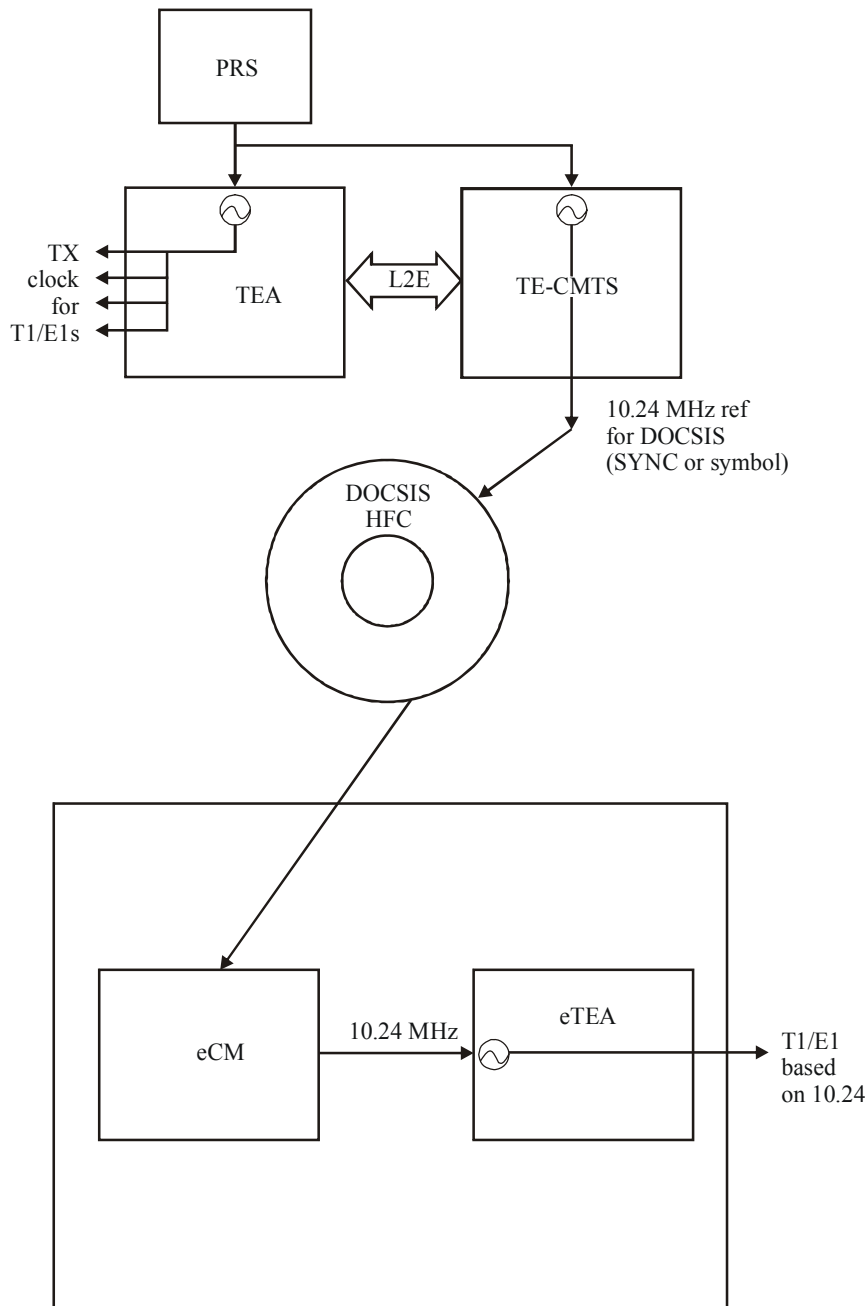 PRS
TX
clock
for
T1/E1s
TEA
L2E
TE-CMTS
10.24 MHz ref
for DOCSIS
(SYNC or symbol)
DOCSIS
HFC
eCM
10.24 MHz
eTEA
T1/E1
based
on 10.24